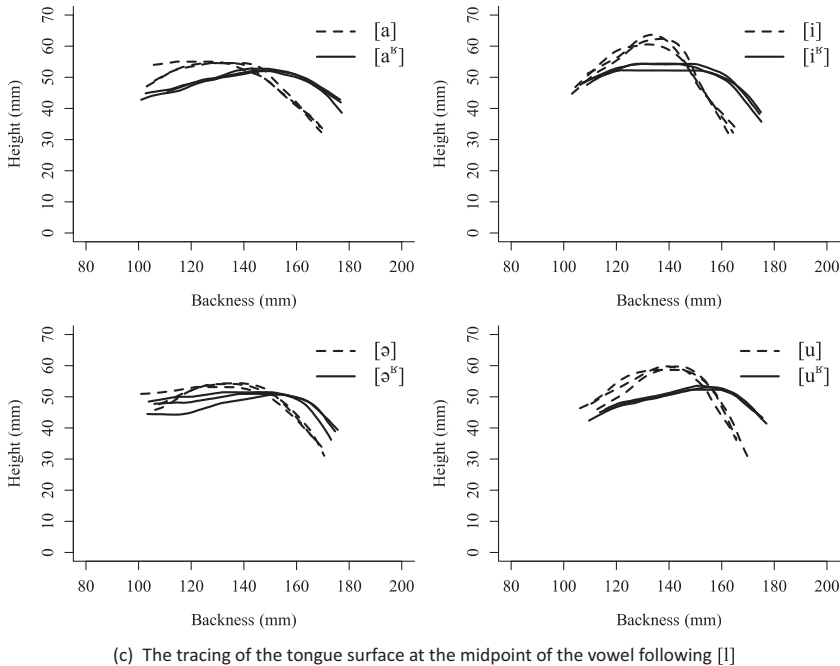 70
60
50
40
30
20
10
0
Height (mm)
[a]
[aʶ]
80 100 120 140 160 180 200
Backness (mm)
70
60
50
40
30
20
10
0
Height (mm)
[i]
[iʶ]
80 100 120 140 160 180 200
Backness (mm)
70
60
50
40
30
20
10
0
Height (mm)
[ə]
[əʶ]
80 100 120 140 160 180 200
Backness (mm)
70
60
50
40
30
20
10
0
Height (mm)
[u]
[uʶ]
80 100 120 140 160 180 200
Backness (mm)
(c) The tracing of the tongue surface at the midpoint of the vowel following [l]